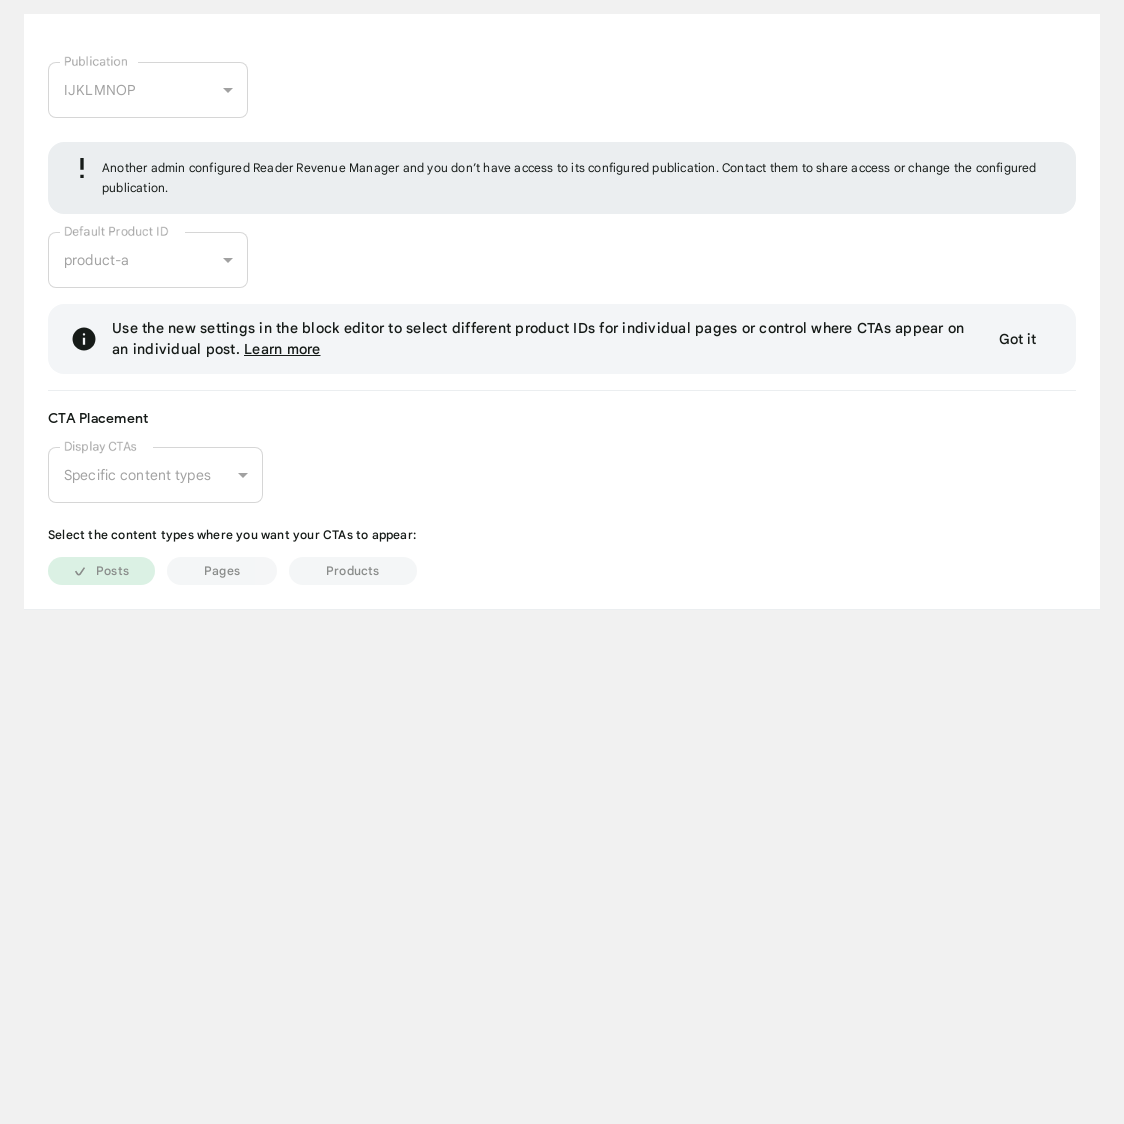 Publication
IJKLMNOP
Another admin configured Reader Revenue Manager and you don’t have access to its configured publication. Contact them to share access or change the configured
publication.
Default Product ID
product-a
Use the new settings in the block editor to select different product IDs for individual pages or control where CTAs appear on
an individual post. Learn more
Got it
CTA Placement
Display CTAs
Specific content types
Select the content types where you want your CTAs to appear:
Posts Pages Products